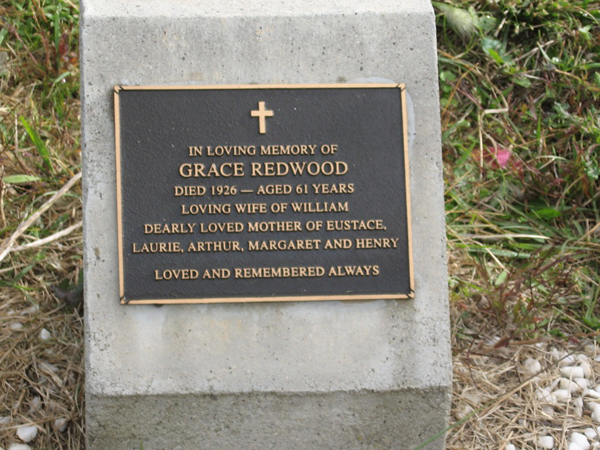 IN LOVING MEMORY OF
GRACE REDWOOD
DIED 1926 — AGED 61 YEARS
LOVING WIFE OF WILLIAM
DEARLY LOVED MOTHER OF EUSTACE,
LAURIE, ARTHUR, MARGARET AND HENRY
LOVED AND REMEMBERED ALWAYS